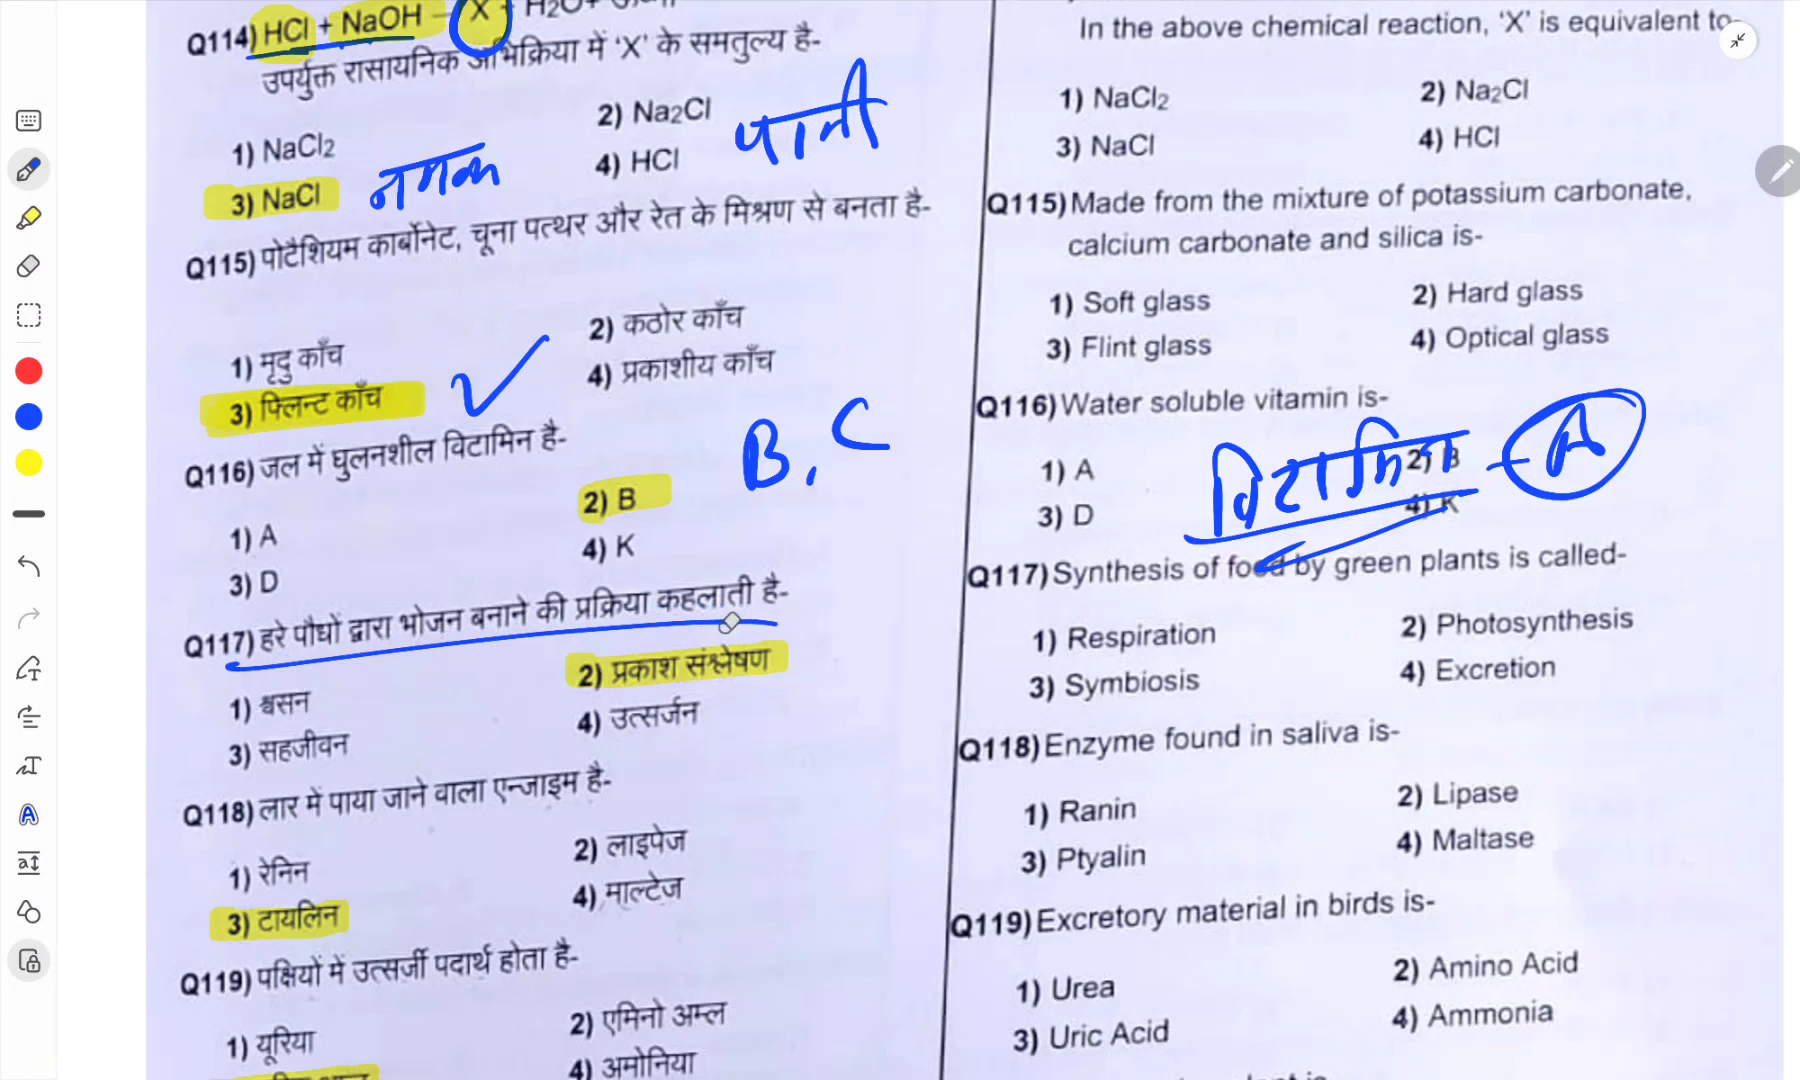 Q114) HCl + NaOH – X + H2O+
उपर्युक्त रासायनिक अभिक्रिया में ‘X’ के समतुल्य है-
1) NaCl2
2) Na2Cl
3) NaCl
4) HCl
नमक
पानी
Q115) पोटैशियम कार्बोनेट, चूना पत्थर और रेत के मिश्रण से बनता है-
1) मृदु काँच
2) कठोर काँच
3) फ्लिन्ट काँच
4) प्रकाशीय काँच
Q116) जल में घुलनशील विटामिन है-
B, C
1) A
2) B
3) D
4) K
Q117) हरे पौधों द्वारा भोजन बनाने की प्रक्रिया कहलाती है-
1) श्वसन
2) प्रकाश संश्लेषण
3) सहजीवन
4) उत्सर्जन
Q118) लार में पाया जाने वाला एन्जाइम है-
1) रेनिन
2) लाइपेज
3) टायलिन
4) माल्टेज
Q119) पक्षियों में उत्सर्जी पदार्थ होता है-
1) यूरिया
2) एमिनो अम्ल
4) अमोनिया
In the above chemical reaction, ‘X’ is equivalent to-
1) NaCl2
2) Na2Cl
3) NaCl
4) HCl
Q115) Made from the mixture of potassium carbonate,
calcium carbonate and silica is-
1) Soft glass
2) Hard glass
3) Flint glass
4) Optical glass
Q116) Water soluble vitamin is-
1) A
2) B
3) D
4) K
विटामिन -
Q117) Synthesis of food by green plants is called-
1) Respiration
2) Photosynthesis
3) Symbiosis
4) Excretion
Q118) Enzyme found in saliva is-
1) Ranin
2) Lipase
3) Ptyalin
4) Maltase
Q119) Excretory material in birds is-
1) Urea
2) Amino Acid
3) Uric Acid
4) Ammonia